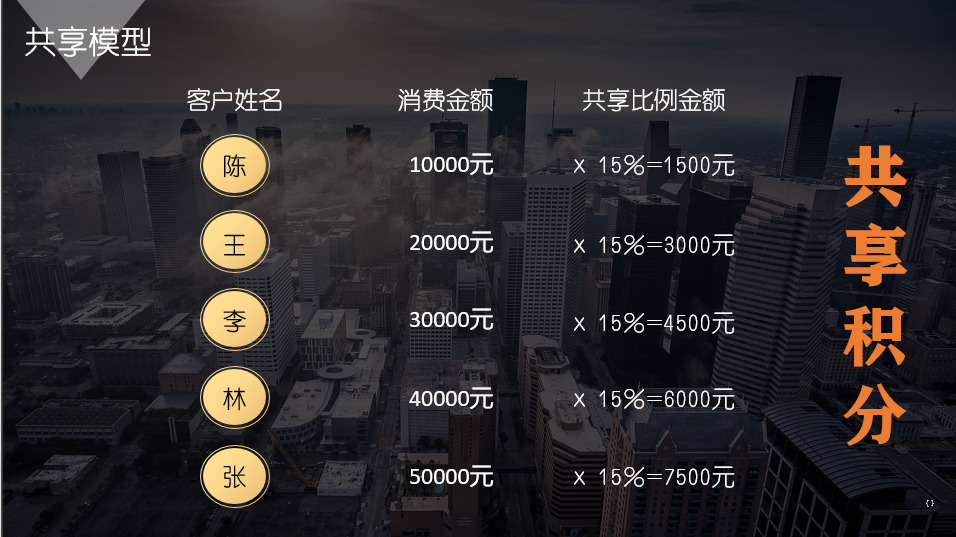 共享模型
客户姓名 消费金额 共享比例金额
陈 10000元 x 15%=1500元
王 20000元 x 15%=3000元
李 30000元 x 15%=4500元
林 40000元 x 15%=6000元
张 50000元 x 15%=7500元
共享积分
{}